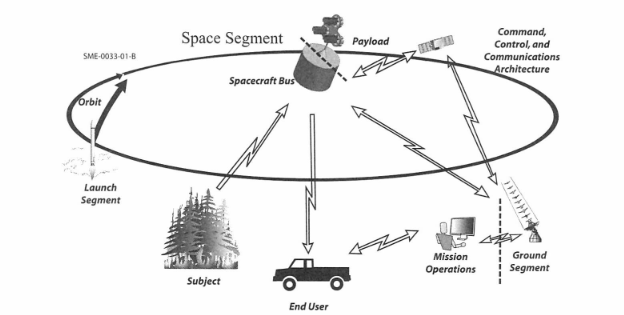 Space Segment
Payload
Command,
Control, and
Communications
Architecture
SME-0033-01-B
Spacecraft Bus
Orbit
Launch
Segment
Subject
End User
Mission
Operations
Ground
Segment